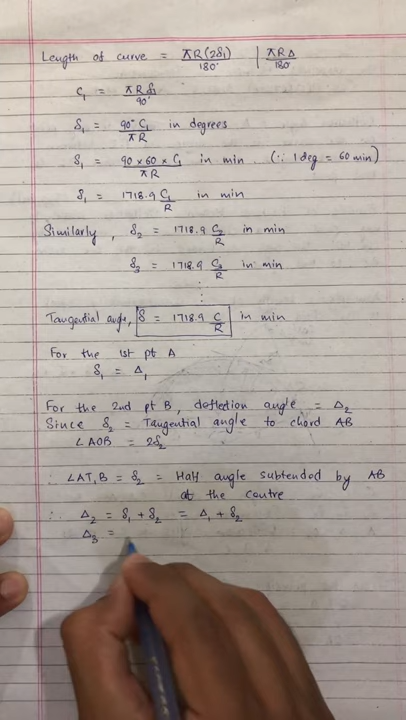 Length of curve = πR(2δ₁)/180° | πRΔ/180
C₁ = πRδ₁/90°
δ₁ = 90° C₁/πR in degrees
δ₁ = 90 × 60 × C₁/πR in min (∵ 1 deg = 60 min)
δ₁ = 1718.9 C₁/R in min
Similarly, δ₂ = 1718.9 C₂/R in min
δ₃ = 1718.9 C₃/R in min
⋮
Tangential angle, δ = 1718.9 C/R in min
For the 1st pt A
δ₁ = Δ₁
For the 2nd pt B, deflection angle = Δ₂
Since δ₂ = Tangential angle to chord AB
∠AOB = 2δ₂
∴ ∠AT₁B = δ₂ = Half angle subtended by AB
at the centre
∴ Δ₂ = δ₁ + δ₂ = Δ₁ + δ₂
Δ₃ =